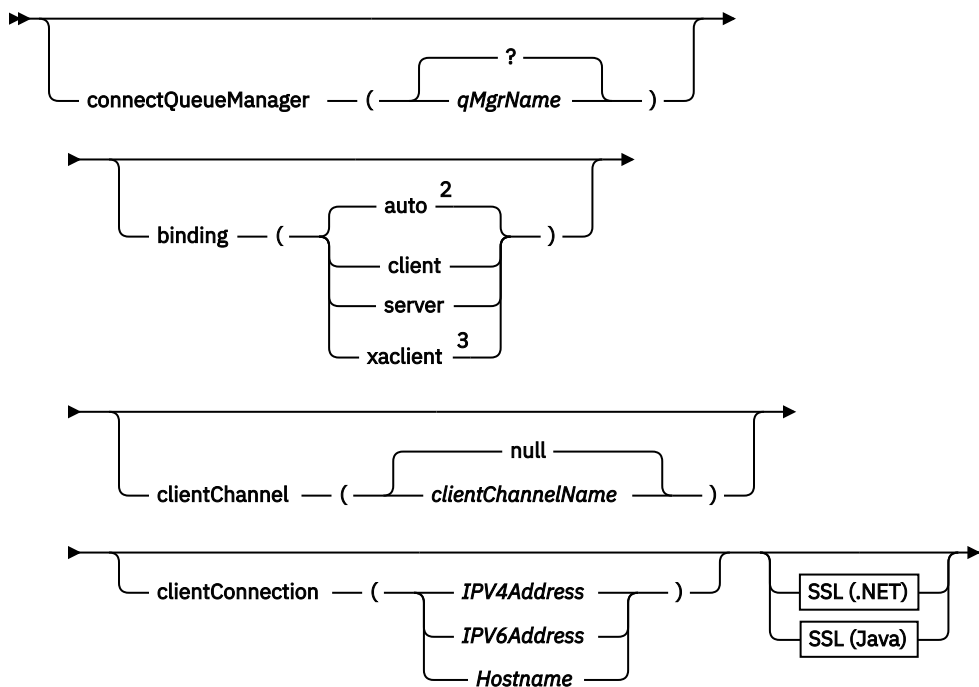 ?
connectQueueManager ( qMgrName )
auto 2
binding ( )
client
server
xaclient 3
null
clientChannel ( clientChannelName )
clientConnection ( IPV4Address ) SSL (.NET)
IPV6Address SSL (Java)
Hostname